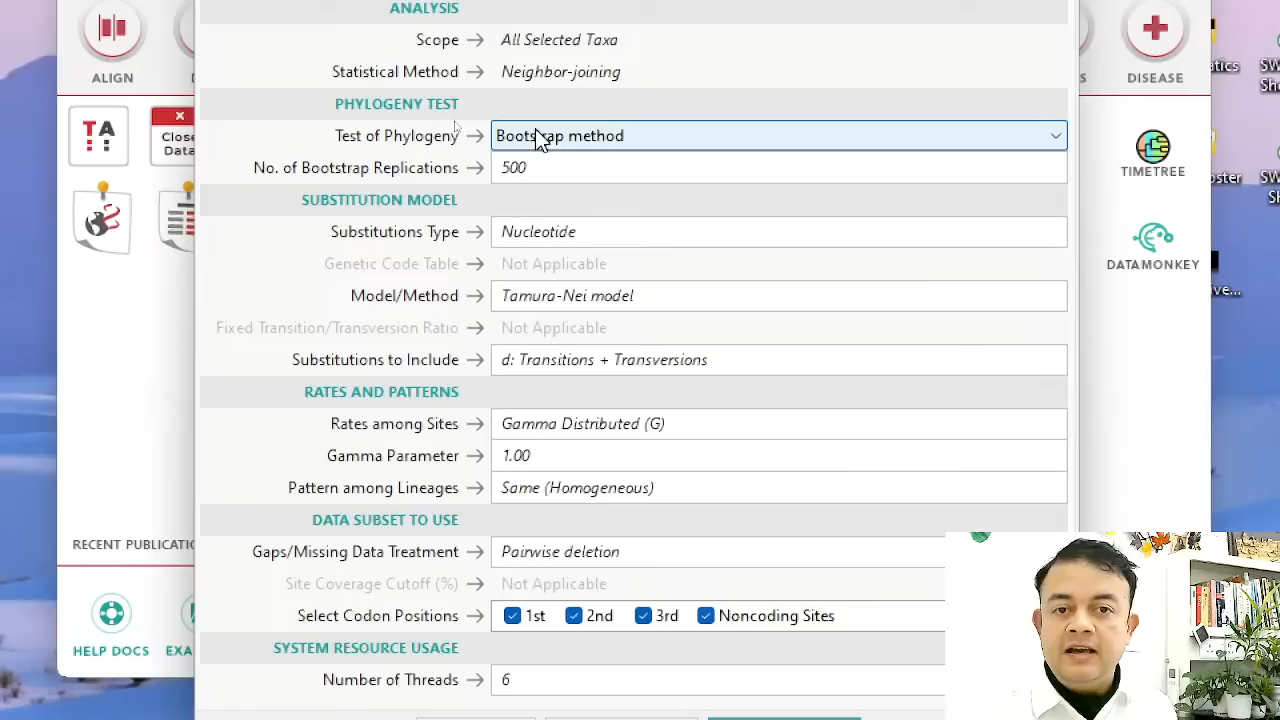 ANALYSIS
Scope All Selected Taxa
Statistical Method Neighbor-joining
ALIGN
DISEASE
PHYLOGENY TEST
TA
Close
Data
Test of Phylogeny Bootstrap method
No. of Bootstrap Replications 500
TIMETREE
SUBSTITUTION MODEL
Substitutions Type Nucleotide
Genetic Code Table Not Applicable
DATAMONKEY
Model/Method Tamura-Nei model
Fixed Transition/Transversion Ratio Not Applicable
Substitutions to Include d: Transitions + Transversions
RATES AND PATTERNS
Rates among Sites Gamma Distributed (G)
Gamma Parameter 1.00
Pattern among Lineages Same (Homogeneous)
DATA SUBSET TO USE
RECENT
Gaps/Missing Data Treatment Pairwise deletion
Site Coverage Cutoff (%) Not Applicable
Select Codon Positions 1st 2nd 3rd Noncoding Sites
SYSTEM RESOURCE USAGE
HELP DOCS
Number of Threads 6